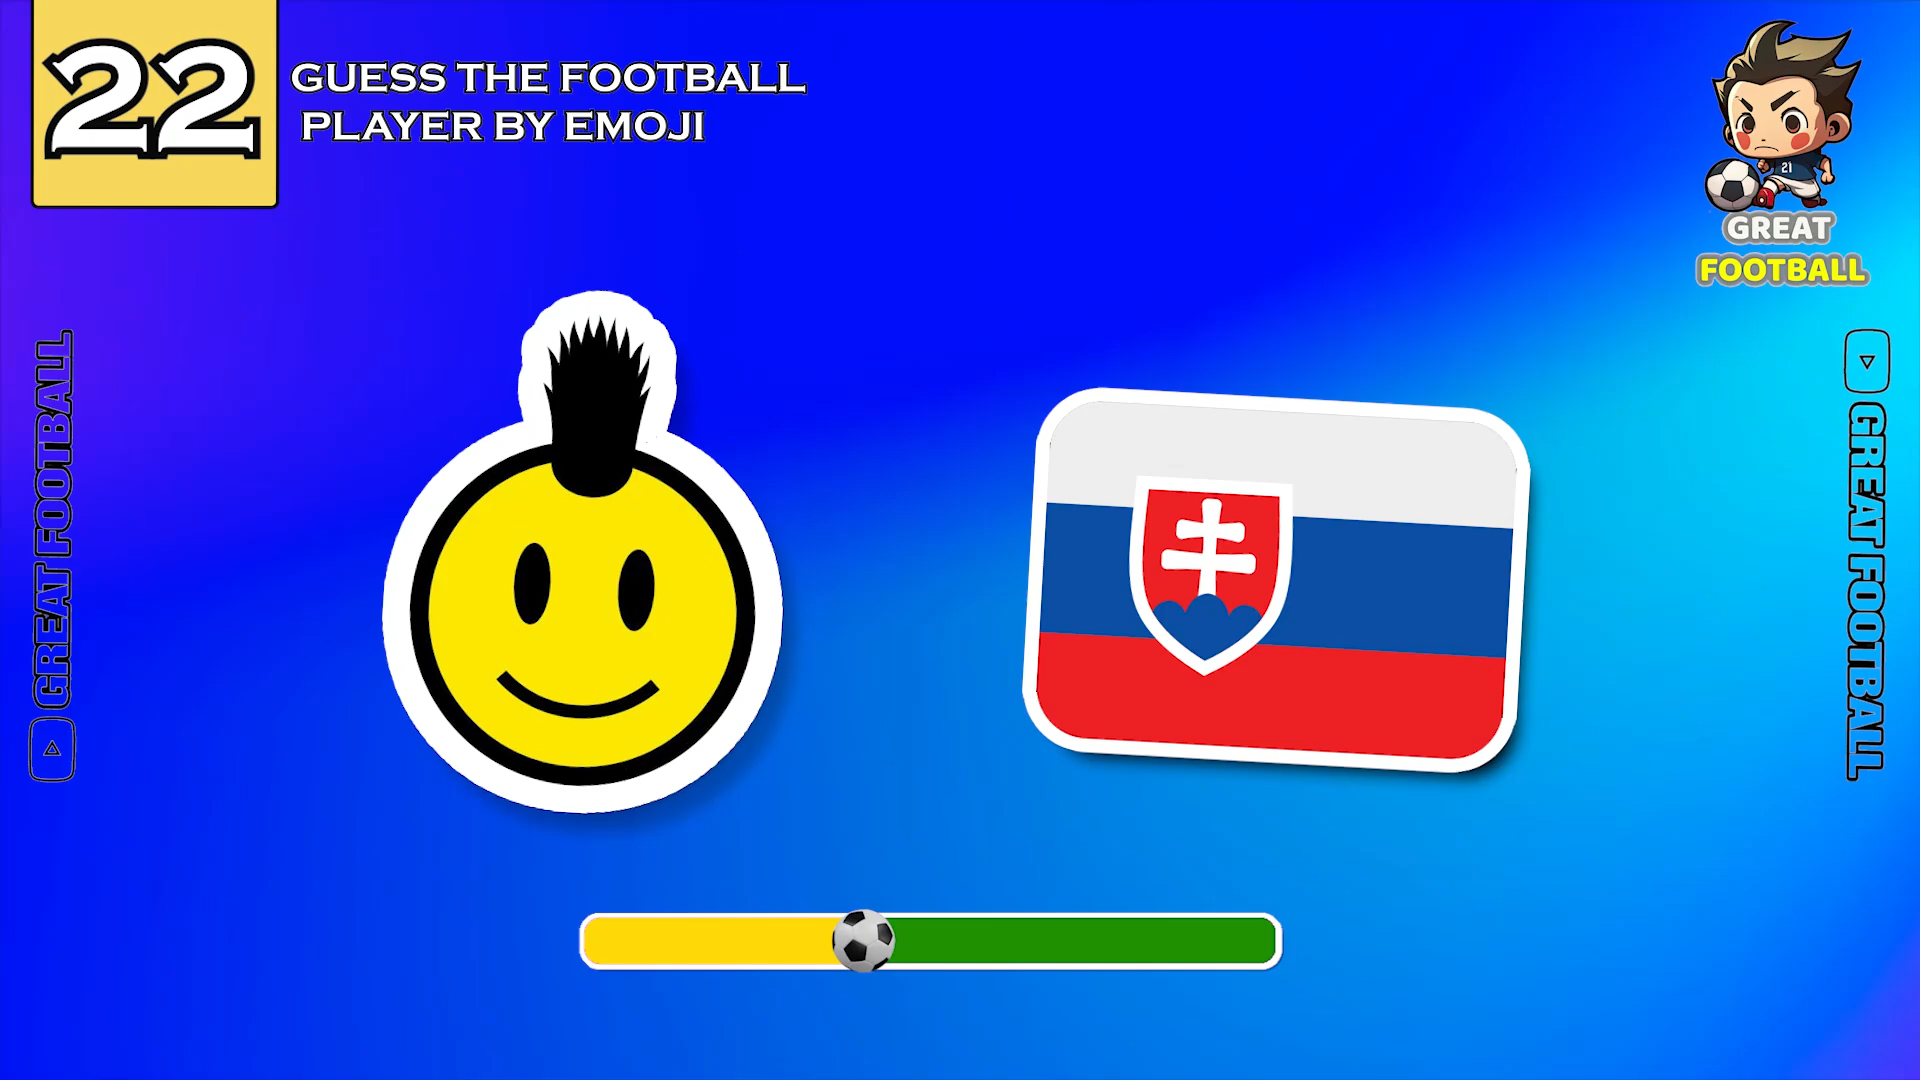 22
GUESS THE FOOTBALL
PLAYER BY EMOJI
21
GREAT
FOOTBALL
GREAT FOOTBALL
GREAT FOOTBALL